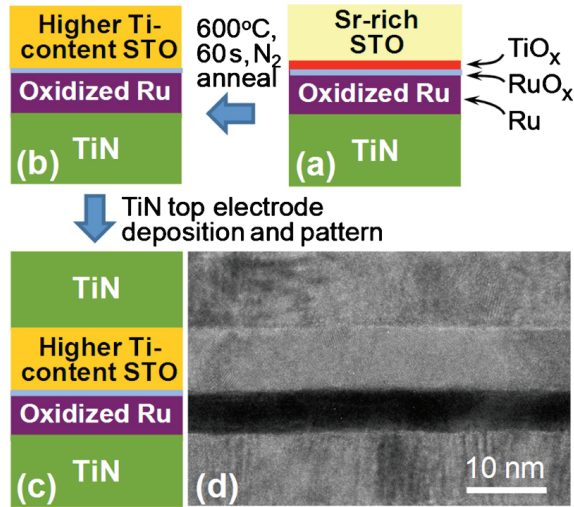 Higher Ti-
content STO
Oxidized Ru
TiN
(b)
600°C,
60s, N2
anneal
Sr-rich
STO
Oxidized Ru
TiN
(a)
TiOx
RuOx
Ru
TiN top electrode
deposition and pattern
TiN
Higher Ti-
content STO
Oxidized Ru
TiN
(c)
(d)
10 nm